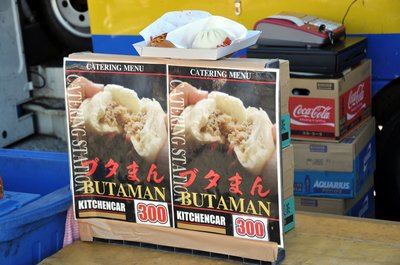 CATERING MENU
CATERING STATION
ブタまん
BUTAMAN
KITCHENCAR
300
CATERING MENU
CATERING STATION
ブタまん
BUTAMAN
KITCHENCAR
300
Coca-Cola
Coca-Cola
AQUARIUS